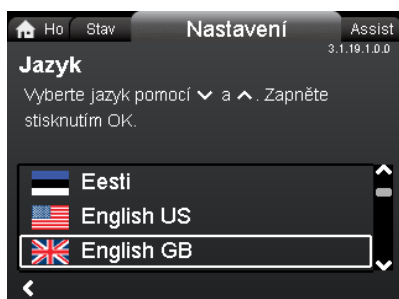 Ho Stav Nastavení Assist
3.1.19.1.0.0
Jazyk
Vyberte jazyk pomocí ⌄ a ⌃. Zapněte
stisknutím OK.
Eesti
English US
English GB